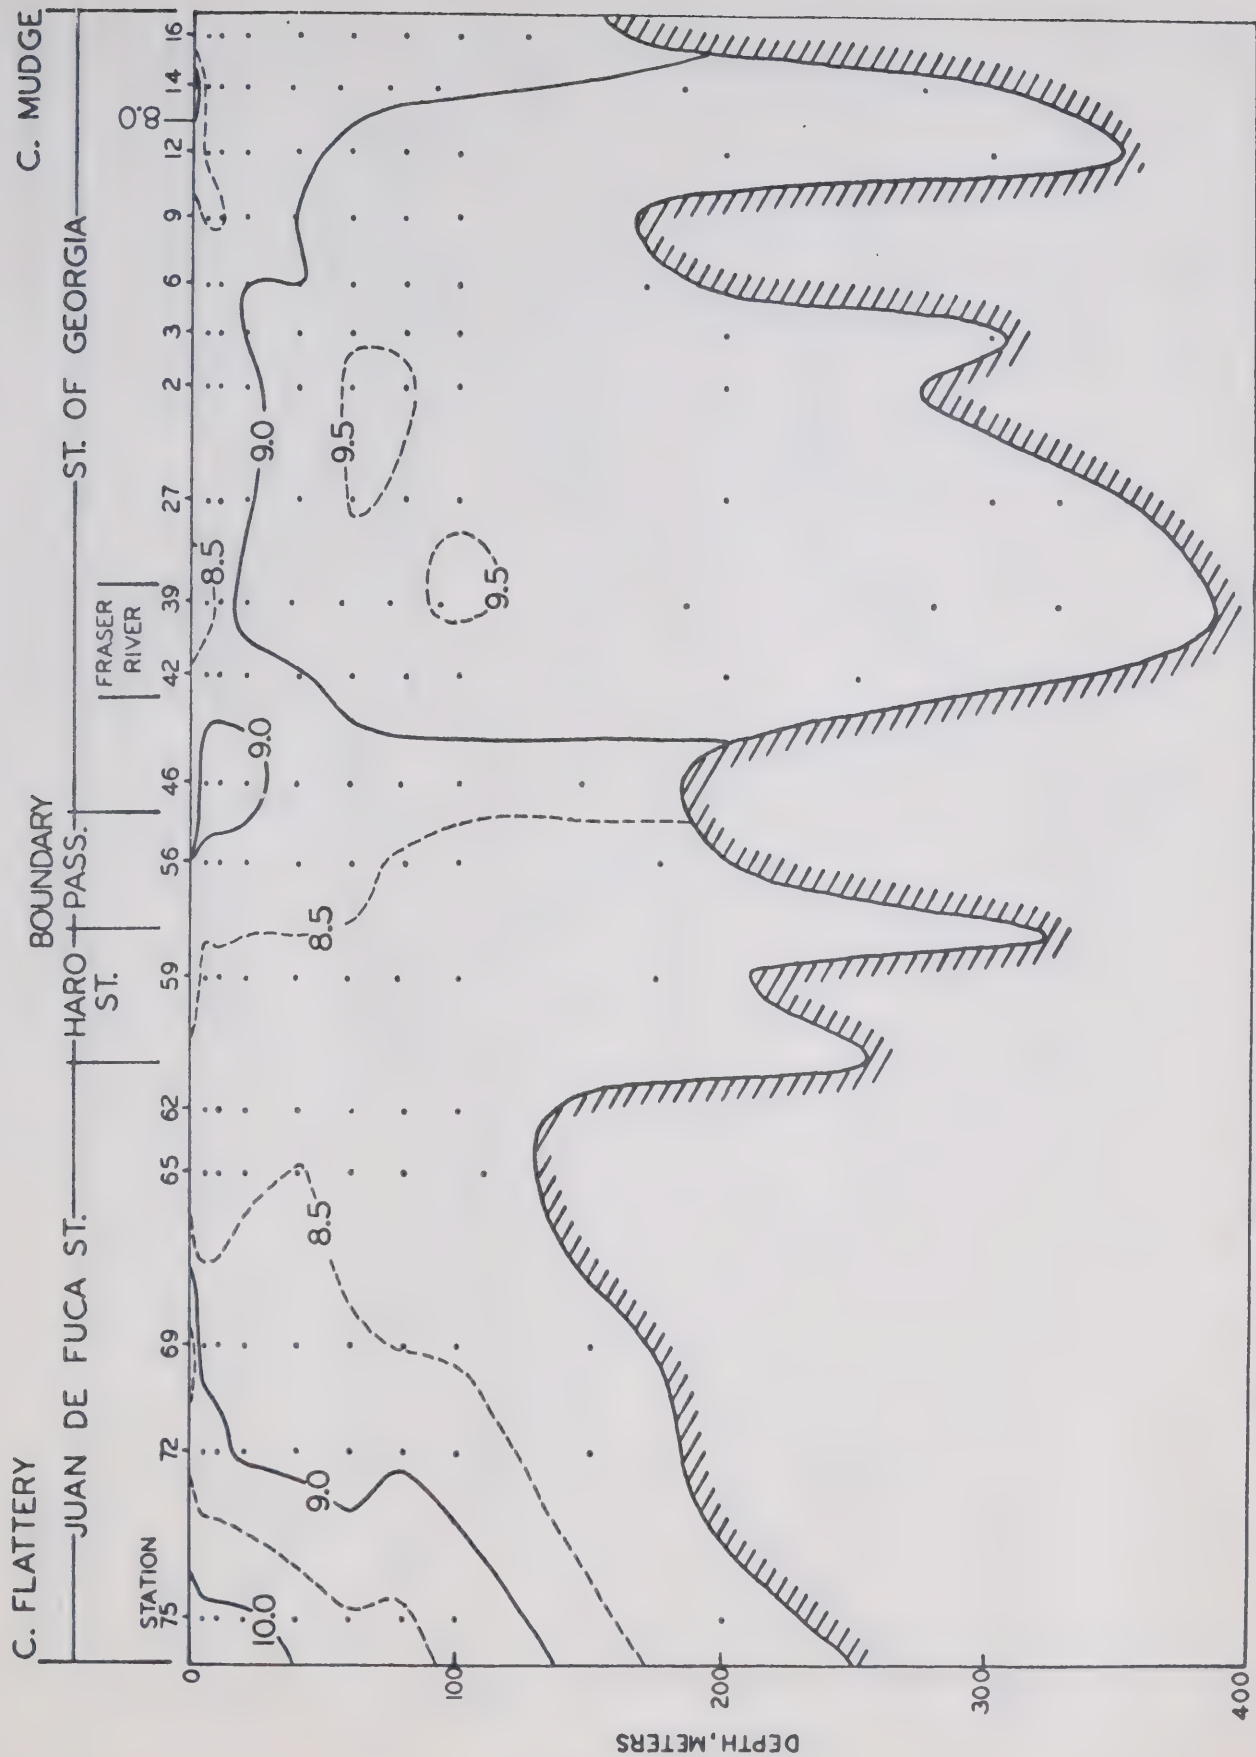 C. FLATTERY
C. MUDGE
JUAN DE FUCA ST.
HARO ST.
BOUNDARY PASS.
ST. OF GEORGIA
FRASER RIVER
8.0
STATION
75 72 69 65 62 59 56 46 42 39 27 2 3 6 9 12 14 16
10.0
9.0
8.5
8.5
9.0
8.5
9.5
9.5
9.0
0
100
200
300
400
DEPTH, METERS